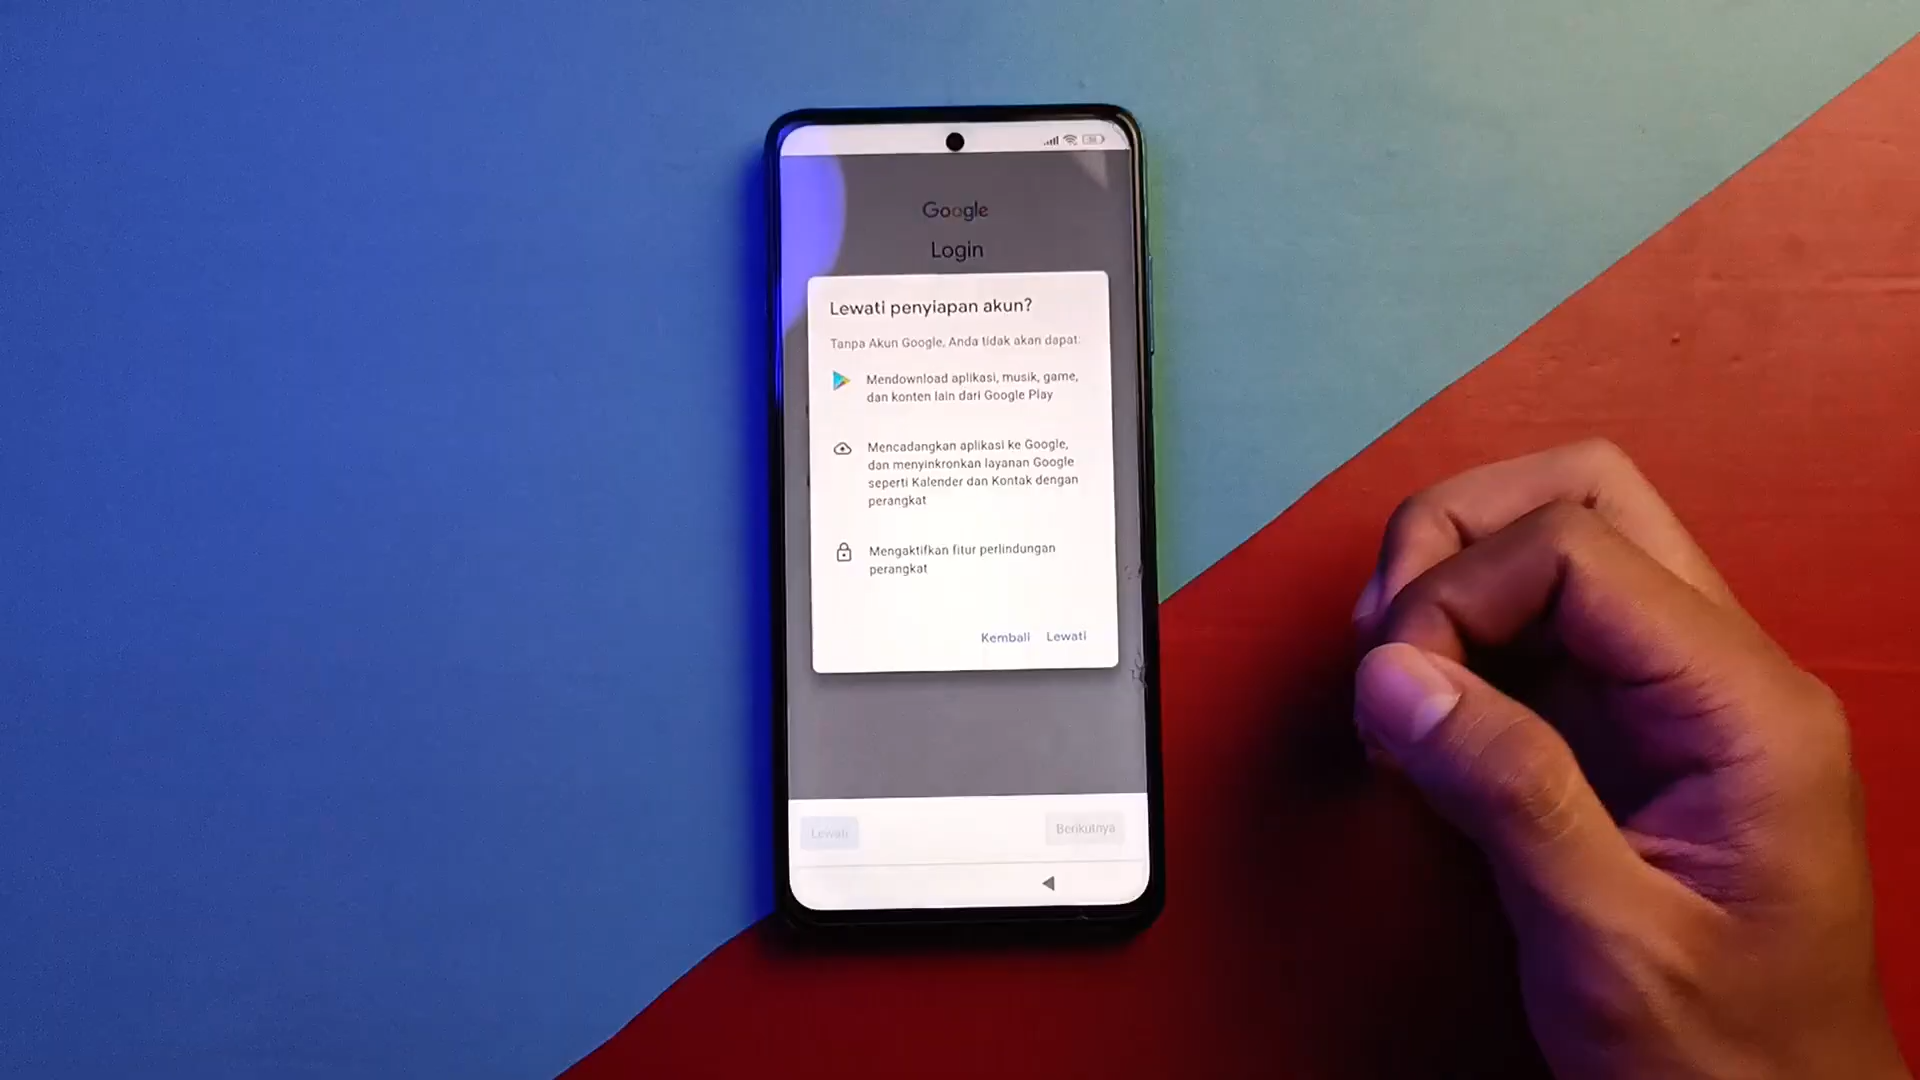 Google
Login
Lewati penyiapan akun?
Tanpa Akun Google, Anda tidak akan dapat:
Mendownload aplikasi, musik, game,
dan konten lain dari Google Play
Mencadangkan aplikasi ke Google,
dan menyinkronkan layanan Google
seperti Kalender dan Kontak dengan
perangkat
Mengaktifkan fitur perlindungan
perangkat
Kembali Lewati
Lewati Berikutnya